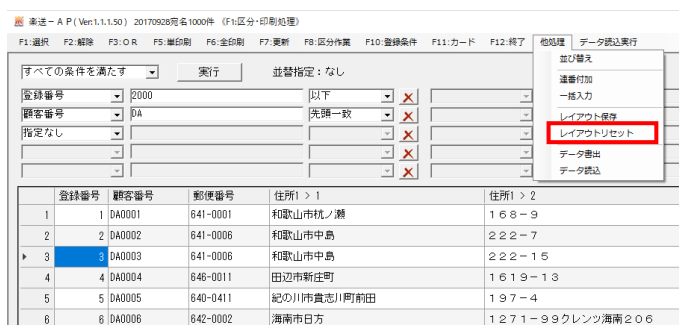 楽送－ＡＰ( Ver:1.1.1.50) 20170928宛名1000件 (F1:区分・印刷処理)
F1:選択 F2:解除 F3:ＯＲ F5:単印刷 F6:全印刷 F7:更新 F8:区分作業 F10:登録条件 F11:カード F12:終了 他処理 データ読込実行
すべての条件を満たす 実行 並替指定：なし
登録番号 2000 以下
顧客番号 DA 先頭一致
指定なし
並び替え
連番付加
一括入力
レイアウト保存
レイアウトリセット
データ書出
データ読込
登録番号 顧客番号 郵便番号 住所1 > 1 住所1 > 2
1 1 DA0001 641-0001 和歌山市杭ノ瀬 １６８－９
2 2 DA0002 641-0006 和歌山市中島 ２２２－７
3 3 DA0003 641-0006 和歌山市中島 ２２２－１５
4 4 DA0004 646-0011 田辺市新庄町 １６１９－１３
5 5 DA0005 640-0411 紀の川市貴志川町前田 １９７－４
6 6 DA0006 642-0002 海南市日方 １２７１－９９クレンツ海南２０６